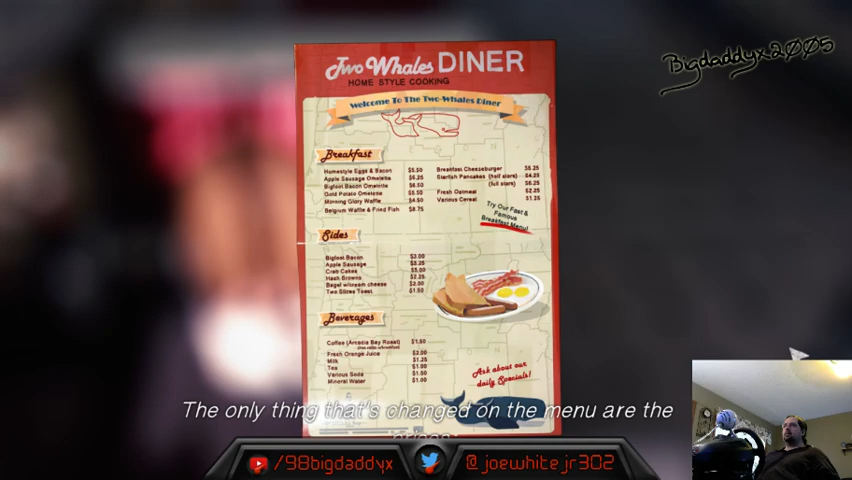 Two Whales DINER
HOME STYLE COOKING
Welcome To The Two-Whales Diner
Breakfast
Homestyle Eggs & Bacon $5.50
Apple Sausage Omelette $6.25
Bigfoot Bacon Omelette $6.50
Gold Potato Omelette $5.50
Morning Glory Waffle $4.50
Belgium Waffle & Fried Fish $8.75
Breakfast Cheeseburger $6.25
Starfish Pancakes (half stars) $4.25
(full stars) $6.25
Fresh Oatmeal $2.25
Various Cereal $1.25
Try Our Fast &
Famous
Breakfast Menu!
Sides
Bigfoot Bacon $3.00
Apple Sausage $3.25
Crab Cakes $5.00
Hash Browns $2.25
Bagel w/cream cheese $2.00
Two Slices Toast $1.50
Beverages
Coffee (Arcadia Bay Roast) $1.50
Fresh Orange Juice $2.00
Milk $1.25
Tea $1.00
Various Soda $1.50
Mineral Water $1.00
Ask about our
daily Specials!
Bigdaddyx2005
The only thing that's changed on the menu are the
/98bigdaddyx
@joewhitejr302